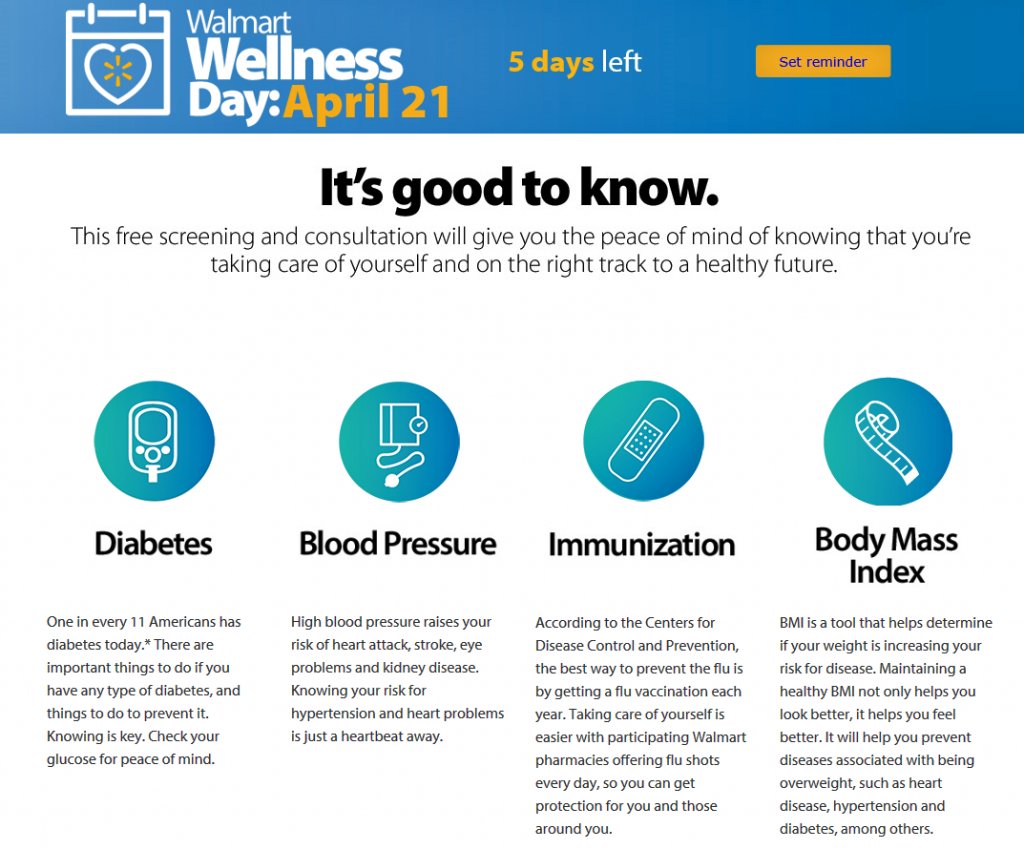 Walmart
Wellness
Day: April 21
5 days left
Set reminder
It's good to know.
This free screening and consultation will give you the peace of mind of knowing that you're
taking care of yourself and on the right track to a healthy future.
Diabetes
One in every 11 Americans has
diabetes today.* There are
important things to do if you
have any type of diabetes, and
things to do to prevent it.
Knowing is key. Check your
glucose for peace of mind.
Blood Pressure
High blood pressure raises your
risk of heart attack, stroke, eye
problems and kidney disease.
Knowing your risk for
hypertension and heart problems
is just a heartbeat away.
Immunization
According to the Centers for
Disease Control and Prevention,
the best way to prevent the flu is
by getting a flu vaccination each
year. Taking care of yourself is
easier with participating Walmart
pharmacies offering flu shots
every day, so you can get
protection for you and those
around you.
Body Mass
Index
BMI is a tool that helps determine
if your weight is increasing your
risk for disease. Maintaining a
healthy BMI not only helps you
look better, it helps you feel
better. It will help you prevent
diseases associated with being
overweight, such as heart
disease, hypertension and
diabetes, among others.